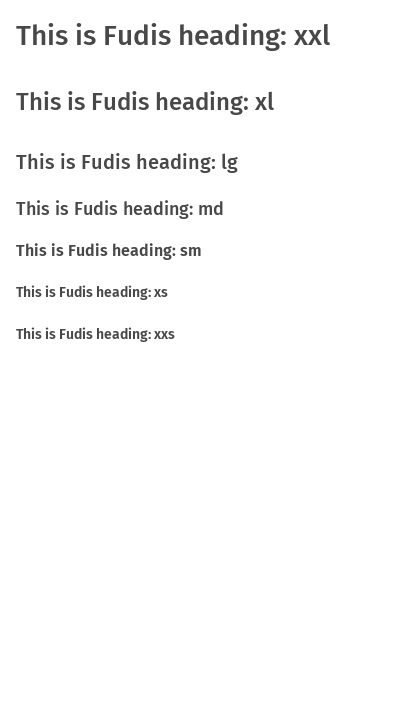 This is Fudis heading: xxl
This is Fudis heading: xl
This is Fudis heading: lg
This is Fudis heading: md
This is Fudis heading: sm
This is Fudis heading: xs
This is Fudis heading: xxs